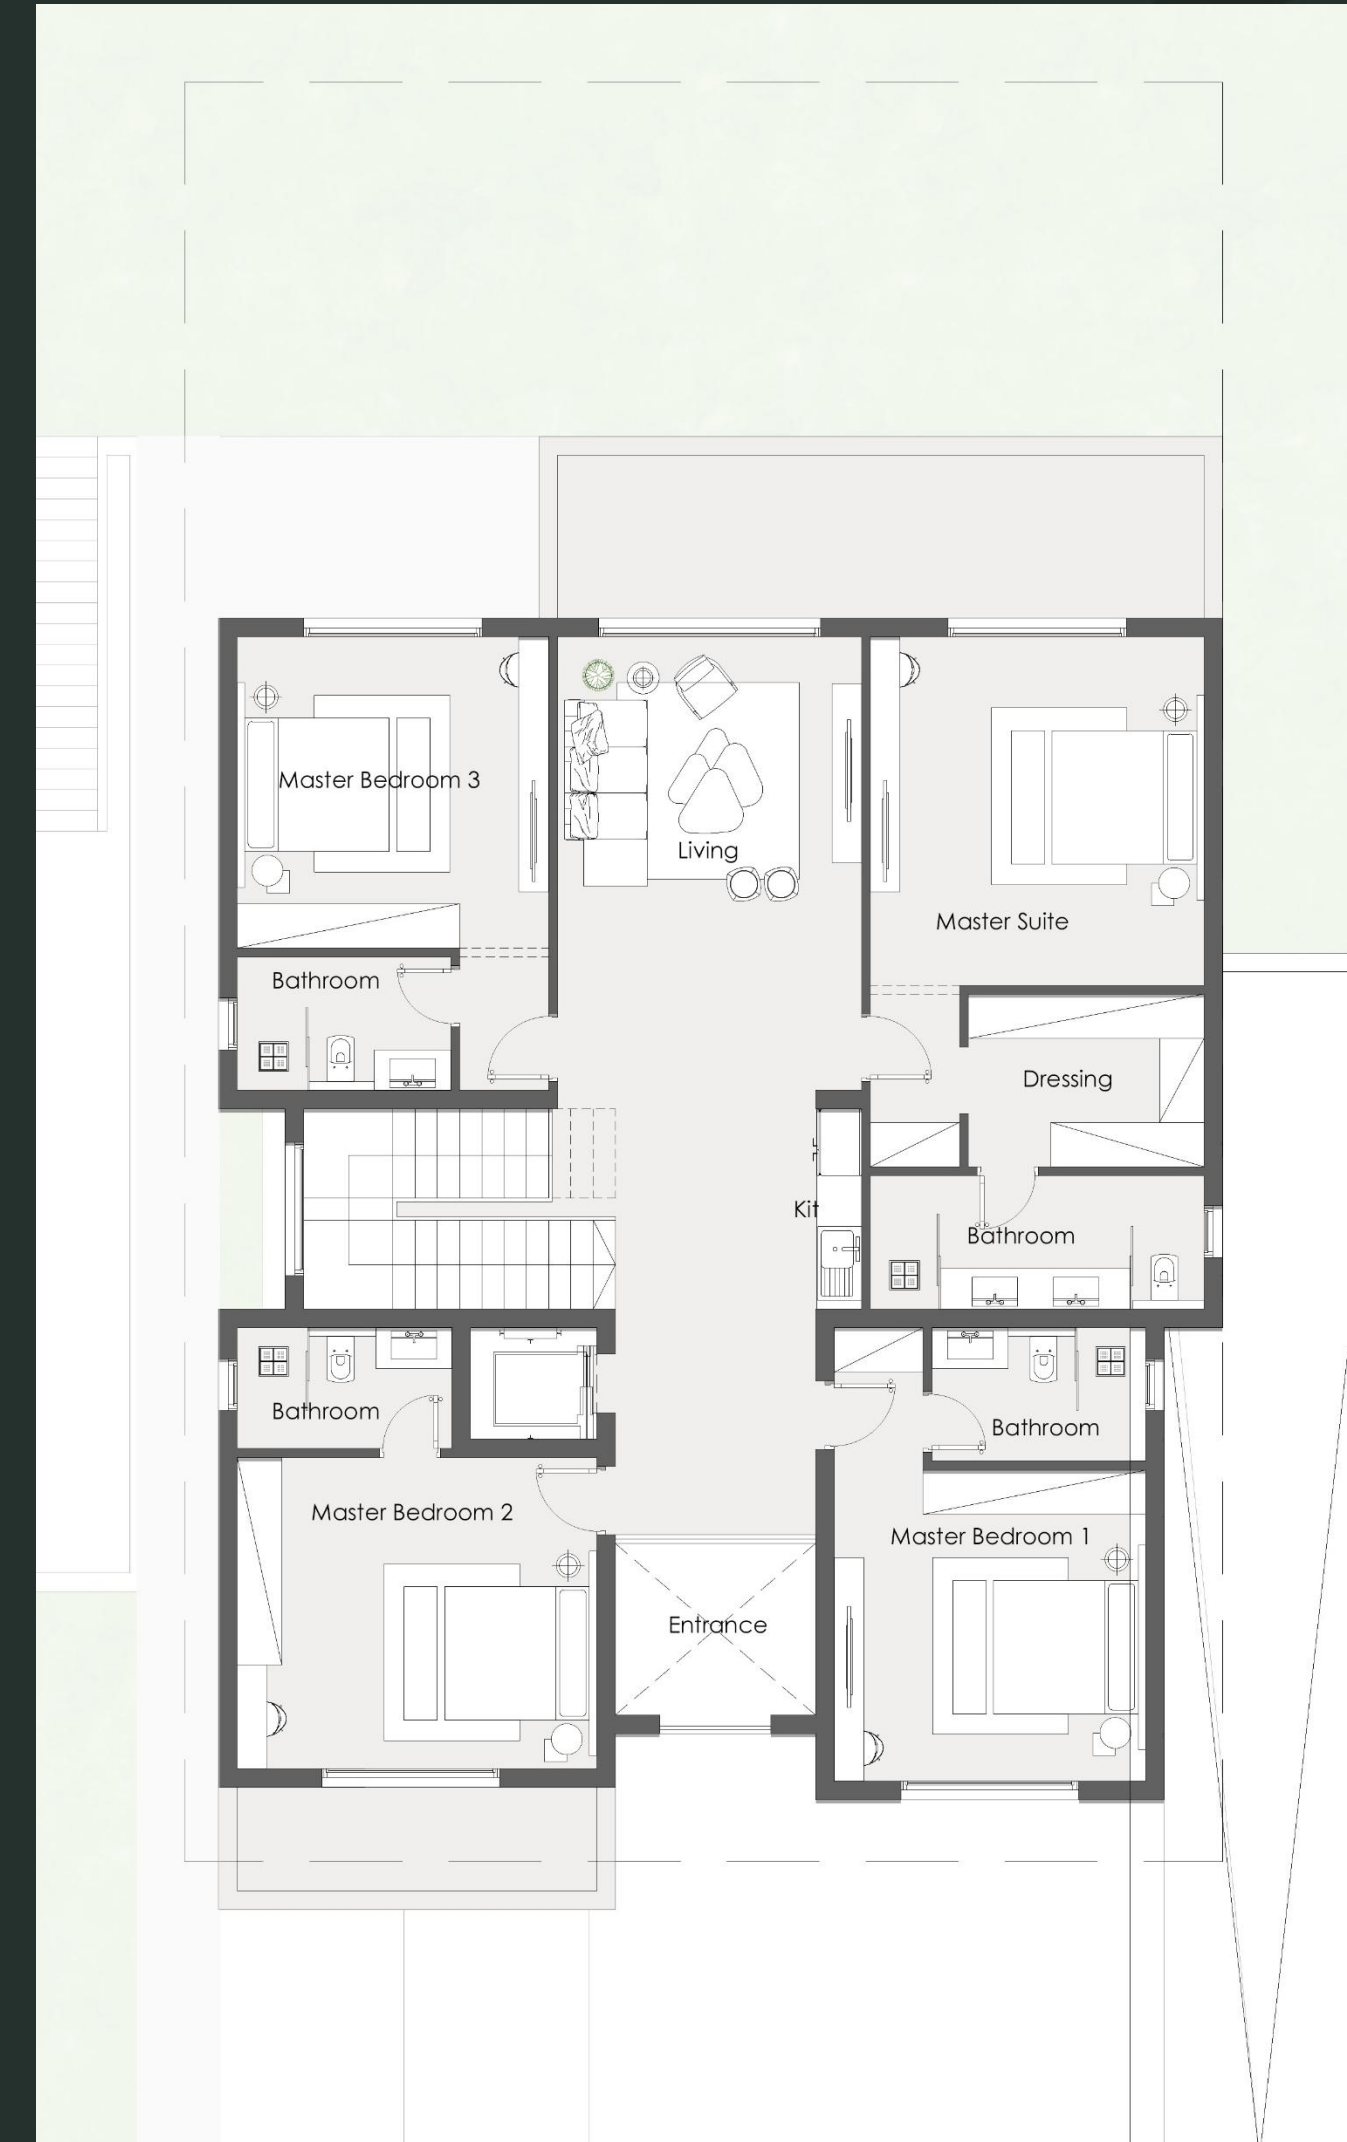 Master Bedroom 3
Living
Master Suite
Bathroom
Dressing
Kit
Bathroom
Bathroom
Bathroom
Master Bedroom 2
Master Bedroom 1
Entrance